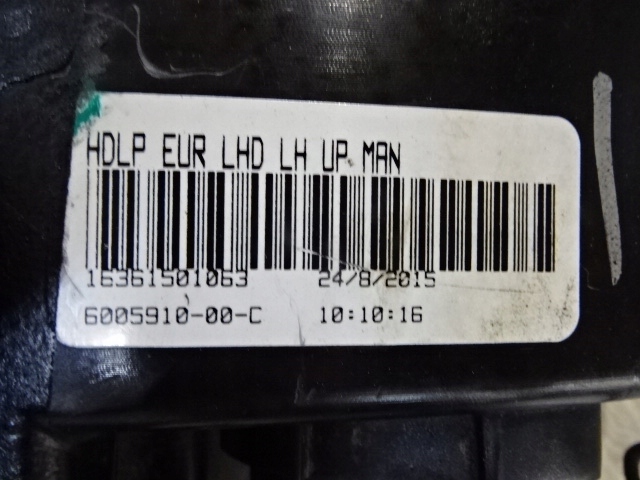 HDLP EUR LHD LH UP MAN
16361501063 24/8/2015
6005910-00-C 10:10:16